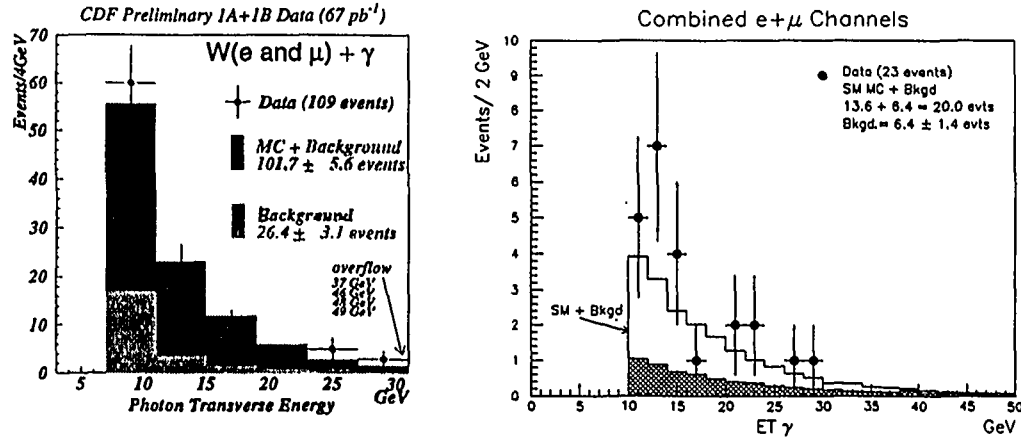 CDF Preliminary 1A+1B Data (67 pb⁻¹)
Events/4GeV
70
60
50
40
30
20
10
0
W(e and μ) + γ
Data (109 events)
MC + Background
101.7 ± 5.6 events
Background
26.4 ± 3.1 events
overflow
37 GeV
46 GeV
48 GeV
49 GeV
5 10 15 20 25 30
Photon Transverse Energy
GeV
Combined e+μ Channels
Events/ 2 GeV
10
9
8
7
6
5
4
3
2
1
0
Data (23 events)
SM MC + Bkgd
13.6 + 6.4 = 20.0 evts
Bkgd.= 6.4 ± 1.4 evts
SM + Bkgd
0 5 10 15 20 25 30 35 40 45 50
ET γ
GeV